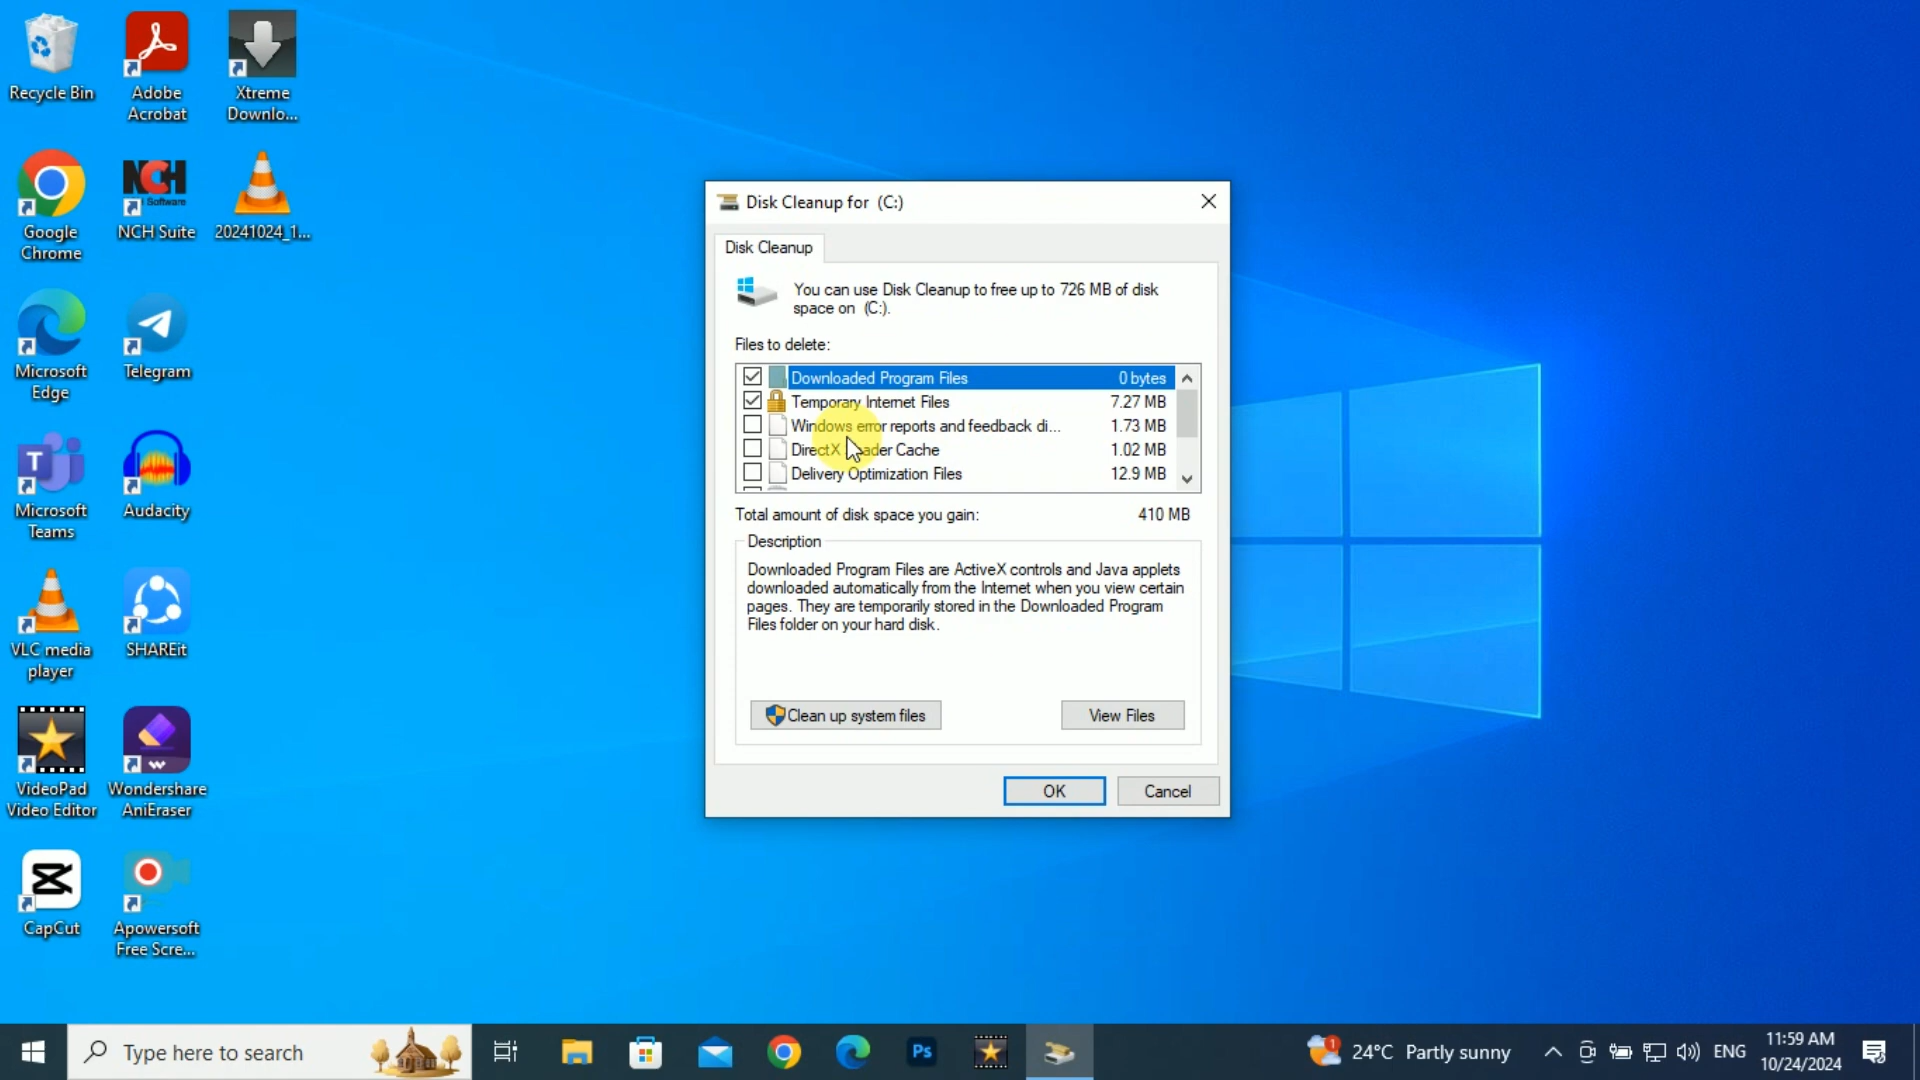 Recycle Bin
Adobe
Acrobat
Xtreme
Downlo...
Google
Chrome
NCH
Software
NCH Suite
20241024_1...
Microsoft
Edge
Telegram
T
Microsoft
Teams
Audacity
VLC media
player
SHAREit
VideoPad
Video Editor
Wondershare
AniEraser
CapCut
Apowersoft
Free Scre...
Disk Cleanup for (C:)
Disk Cleanup
You can use Disk Cleanup to free up to 726 MB of disk
space on (C:).
Files to delete:
Downloaded Program Files 0 bytes
Temporary Internet Files 7.27 MB
Windows error reports and feedback di... 1.73 MB
DirectX Shader Cache 1.02 MB
Delivery Optimization Files 12.9 MB
Total amount of disk space you gain: 410 MB
Description
Downloaded Program Files are ActiveX controls and Java applets
downloaded automatically from the Internet when you view certain
pages. They are temporarily stored in the Downloaded Program
Files folder on your hard disk.
Clean up system files
View Files
OK
Cancel
Type here to search
Ps
1
24°C Partly sunny
ENG
11:59 AM
10/24/2024